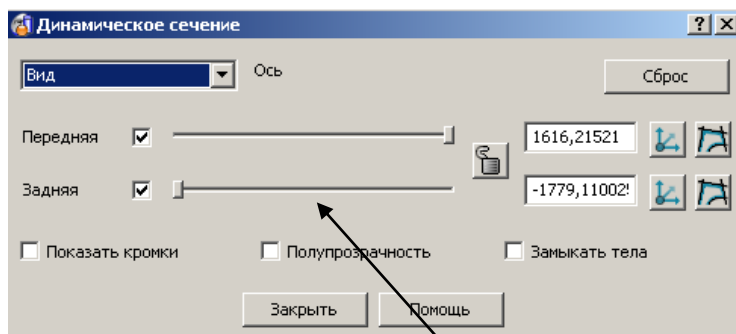 Динамическое сечение
Вид Ось Сброс
Передняя 1616,21521
Задняя -1779,11002
Показать кромки Полупрозрачность Замыкать тела
Закрыть Помощь